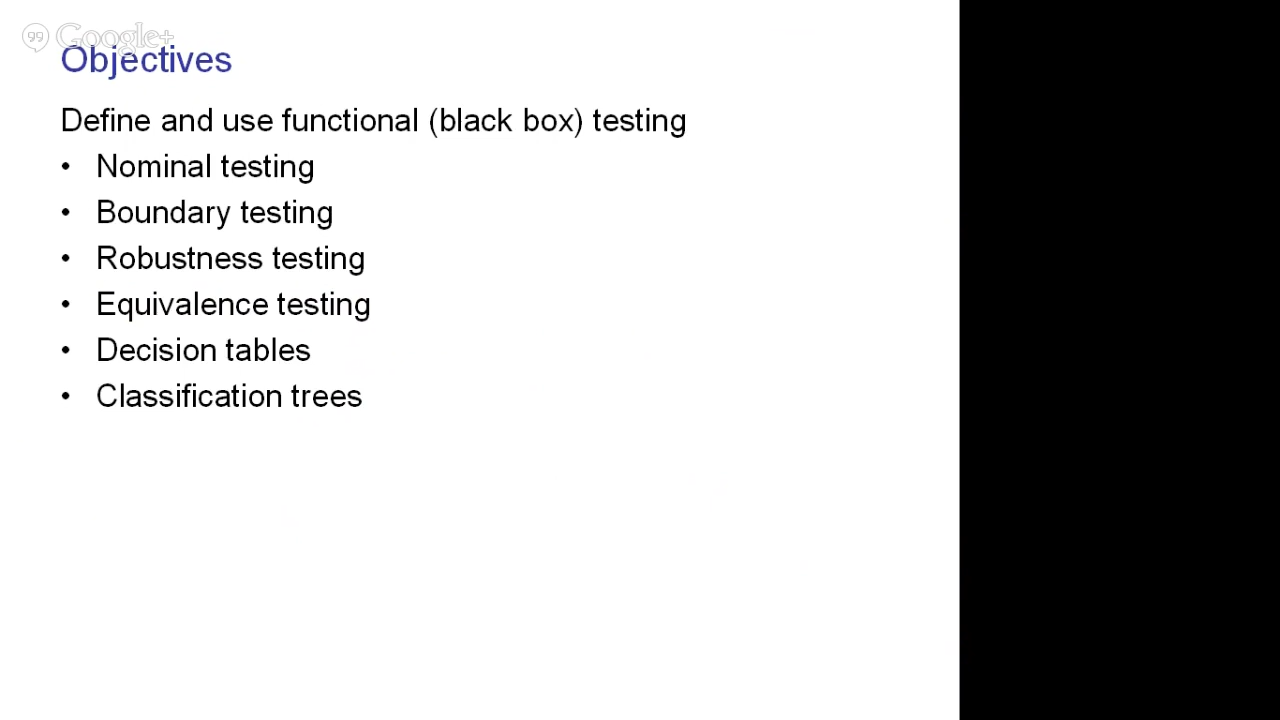 Google+
Objectives
Define and use functional (black box) testing
• Nominal testing
• Boundary testing
• Robustness testing
• Equivalence testing
• Decision tables
• Classification trees